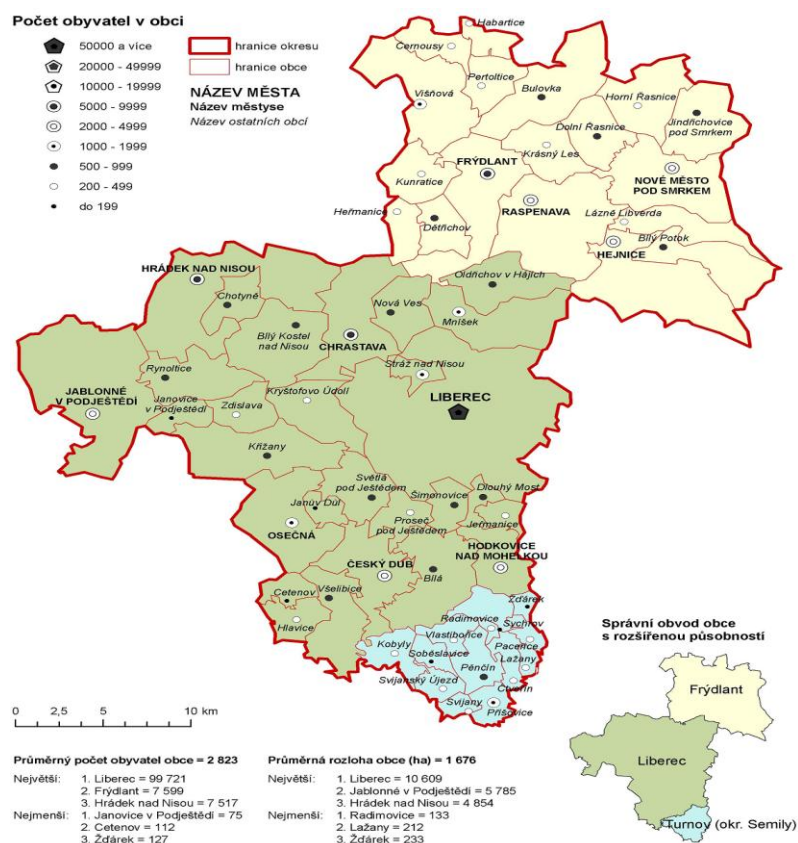 Počet obyvatel v obci
50000 a více
20000 - 49999
10000 - 19999
5000 - 9999
2000 - 4999
1000 - 1999
500 - 999
200 - 499
do 199
hranice okresu
hranice obce
NÁZEV MĚSTA
Název městyse
Název ostatních obcí
Habartice
Černousy
Pertoltice
Višňová
Bulovka
Horní Řasnice
Jindřichovice
pod Smrkem
Dolní Řasnice
Krásný Les
FRÝDLANT
Kunratice
NOVÉ MĚSTO
POD SMRKEM
RASPENAVA
Heřmanice
Dětřichov
Lázně Libverda
Bílý Potok
HEJNICE
HRÁDEK NAD NISOU
Oldřichov v Hájích
Chotyně
Nová Ves
Mníšek
Bílý Kostel
nad Nisou
CHRASTAVA
Stráž nad Nisou
Rynoltice
JABLONNÉ
V PODJEŠTĚDÍ
Janovice
v Podještědí
Zdislava
Kryštofovo Údolí
LIBEREC
Křižany
Světlá
pod Ještědem
Šimonovice
Dlouhý Most
Janův Důl
Proseč
pod Ještědem
Jeřmanice
OSEČNÁ
HODKOVICE
NAD MOHELKOU
ČESKÝ DUB
Bílá
Cetenov
Všelibice
Hlavice
Žďárek
Radimovice
Sychrov
Vlastibořice
Paceřice
Kobyly
Soběslavice
Lažany
Pěnčín
Svijanský Újezd
Čtveřín
Svijany
Příšovice
Správní obvod obce
s rozšířenou působností
Frýdlant
Liberec
Turnov (okr. Semily)
0 2,5 5 10 km
Průměrný počet obyvatel obce = 2 823
Největší: 1. Liberec = 99 721
2. Frýdlant = 7 599
3. Hrádek nad Nisou = 7 517
Nejmenší: 1. Janovice v Podještědí = 75
2. Cetenov = 112
3. Žďárek = 127
Průměrná rozloha obce (ha) = 1 676
Největší: 1. Liberec = 10 609
2. Jablonné v Podještědí = 5 785
3. Hrádek nad Nisou = 4 854
Nejmenší: 1. Radimovice = 133
2. Lažany = 212
3. Žďárek = 233